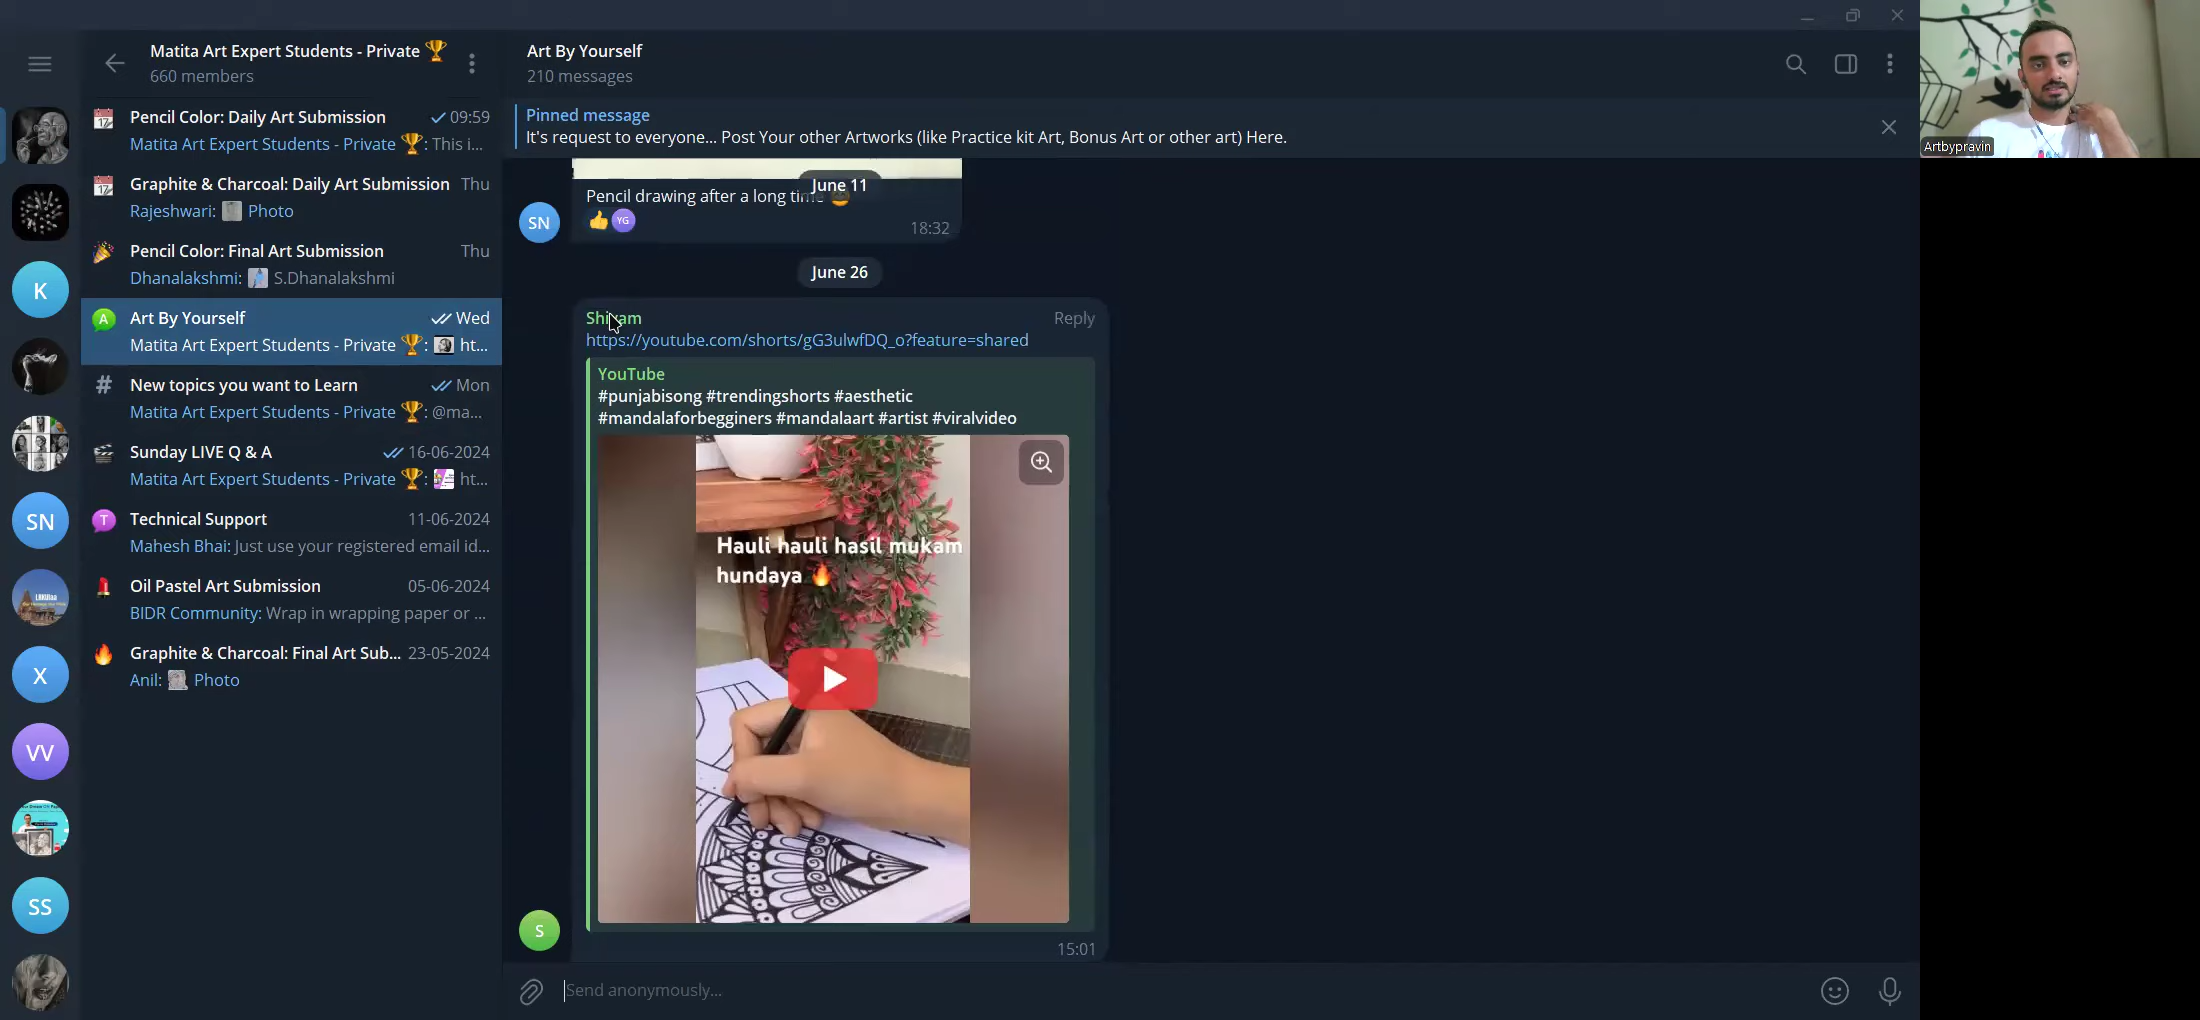 Matita Art Expert Students - Private 🏆
660 members
Pencil Color: Daily Art Submission 09:59
Matita Art Expert Students - Private 🏆: This i...
Graphite & Charcoal: Daily Art Submission Thu
Rajeshwari: Photo
Pencil Color: Final Art Submission Thu
Dhanalakshmi: S.Dhanalakshmi
A
Art By Yourself Wed
Matita Art Expert Students - Private 🏆: ht...
# New topics you want to Learn Mon
Matita Art Expert Students - Private 🏆: @ma...
Sunday LIVE Q & A 16-06-2024
Matita Art Expert Students - Private 🏆: ht...
T
Technical Support 11-06-2024
Mahesh Bhai: Just use your registered email id...
Oil Pastel Art Submission 05-06-2024
BIDR Community: Wrap in wrapping paper or ...
Graphite & Charcoal: Final Art Sub... 23-05-2024
Anil: Photo
K
SN
X
VV
SS
Art By Yourself
210 messages
Pinned message
It's request to everyone... Post Your other Artworks (like Practice kit Art, Bonus Art or other art) Here.
June 11
Pencil drawing after a long time
YG
18:32
SN
June 26
Shivam Reply
https://youtube.com/shorts/gG3ulwfDQ_o?feature=shared
YouTube
#punjabisong #trendingshorts #aesthetic
#mandalaforbegginers #mandalaart #artist #viralvideo
Hauli hauli hasil mukam
hundaya 🔥
S
15:01
Send anonymously...
Artbypravin